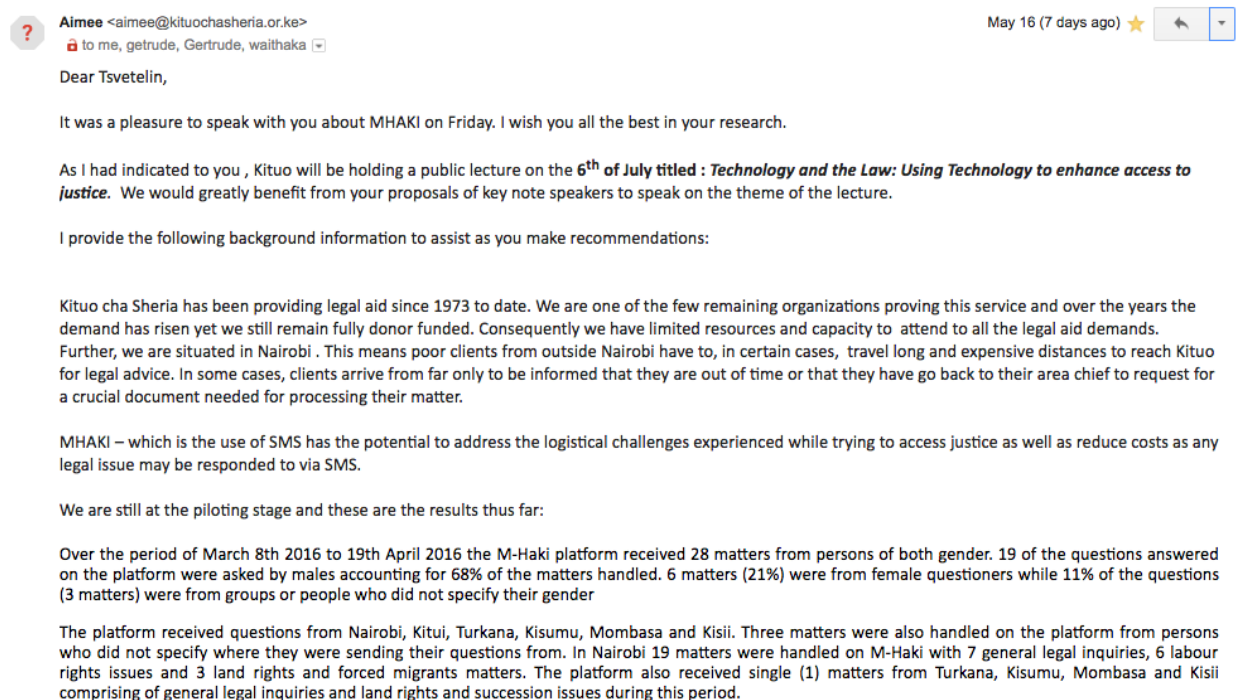 Aimee <aimee@kituochasheria.or.ke>
May 16 (7 days ago)
to me, getrude, Gertrude, waithaka
Dear Tsvetelin,
It was a pleasure to speak with you about MHAKI on Friday. I wish you all the best in your research.
As I had indicated to you , Kituo will be holding a public lecture on the 6th of July titled : Technology and the Law: Using Technology to enhance access to
justice.  We would greatly benefit from your proposals of key note speakers to speak on the theme of the lecture.
I provide the following background information to assist as you make recommendations:
Kituo cha Sheria has been providing legal aid since 1973 to date. We are one of the few remaining organizations proving this service and over the years the
demand has risen yet we still remain fully donor funded. Consequently we have limited resources and capacity to  attend to all the legal aid demands.
Further, we are situated in Nairobi . This means poor clients from outside Nairobi have to, in certain cases,  travel long and expensive distances to reach Kituo
for legal advice. In some cases, clients arrive from far only to be informed that they are out of time or that they have go back to their area chief to request for
a crucial document needed for processing their matter.
MHAKI – which is the use of SMS has the potential to address the logistical challenges experienced while trying to access justice as well as reduce costs as any
legal issue may be responded to via SMS.
We are still at the piloting stage and these are the results thus far:
Over the period of March 8th 2016 to 19th April 2016 the M-Haki platform received 28 matters from persons of both gender. 19 of the questions answered
on the platform were asked by males accounting for 68% of the matters handled. 6 matters (21%) were from female questioners while 11% of the questions
(3 matters) were from groups or people who did not specify their gender
The platform received questions from Nairobi, Kitui, Turkana, Kisumu, Mombasa and Kisii. Three matters were also handled on the platform from persons
who did not specify where they were sending their questions from. In Nairobi 19 matters were handled on M-Haki with 7 general legal inquiries, 6 labour
rights issues and 3 land rights and forced migrants matters. The platform also received single (1) matters from Turkana, Kisumu, Mombasa and Kisii
comprising of general legal inquiries and land rights and succession issues during this period.